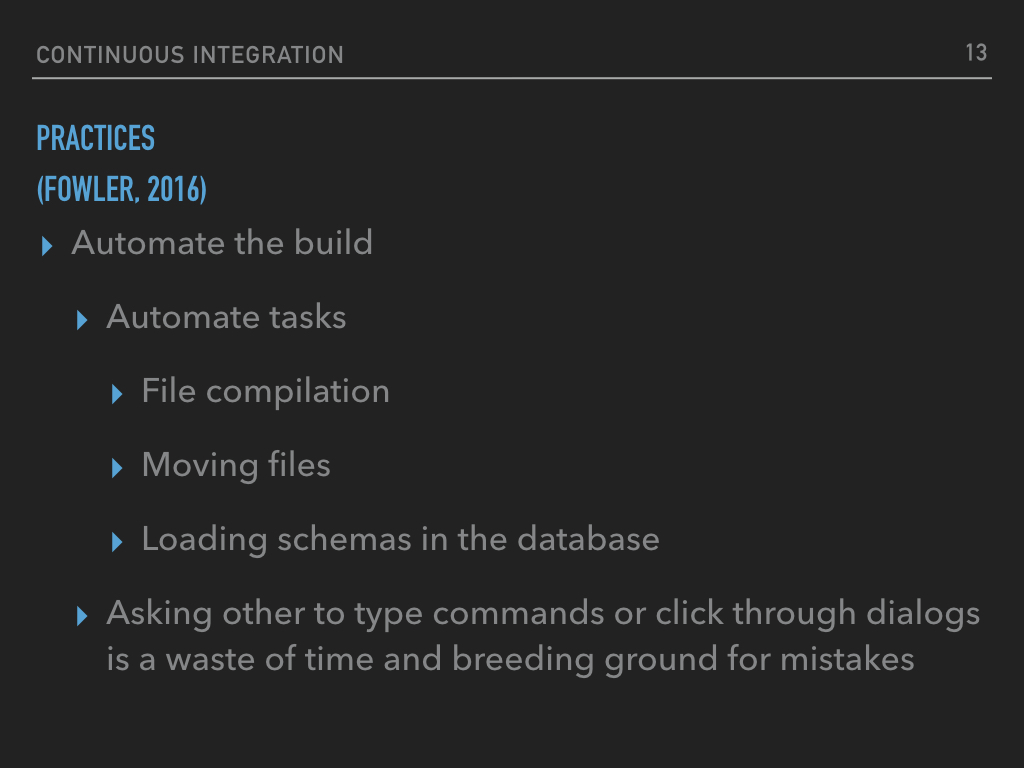 CONTINUOUS INTEGRATION
13
PRACTICES
(FOWLER, 2016)
Automate the build
Automate tasks
File compilation
Moving files
Loading schemas in the database
Asking other to type commands or click through dialogs
is a waste of time and breeding ground for mistakes